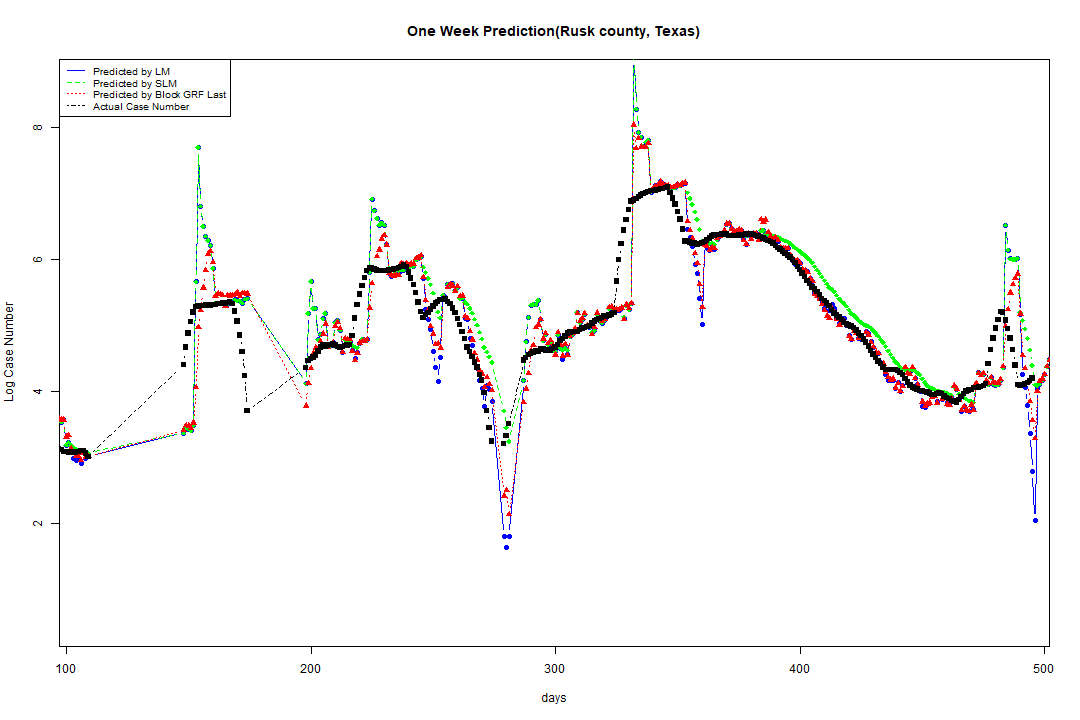 One Week Prediction(Rusk county, Texas)
Predicted by LM
Predicted by SLM
Predicted by Block GRF Last
Actual Case Number
8
6
4
2
Log Case Number
100 200 300 400 500
days